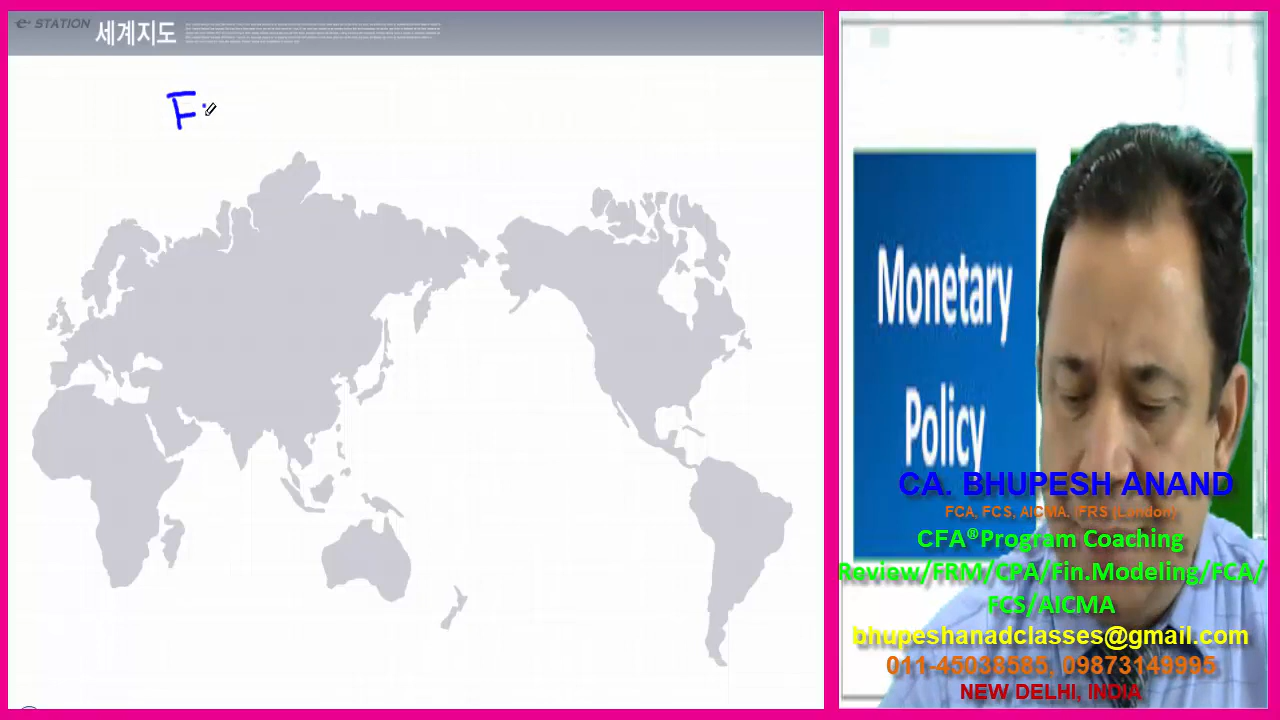 e- STATION
세계지도
F
Monetary
Policy
CA. BHUPESH ANAND
FCA, FCS, AICMA, IFRS (London)
CFA®Program Coaching
Review/FRM/CPA/Fin.Modeling/FCA/
FCS/AICMA
bhupeshanadclasses@gmail.com
011-45038585, 09873149995
NEW DELHI, INDIA